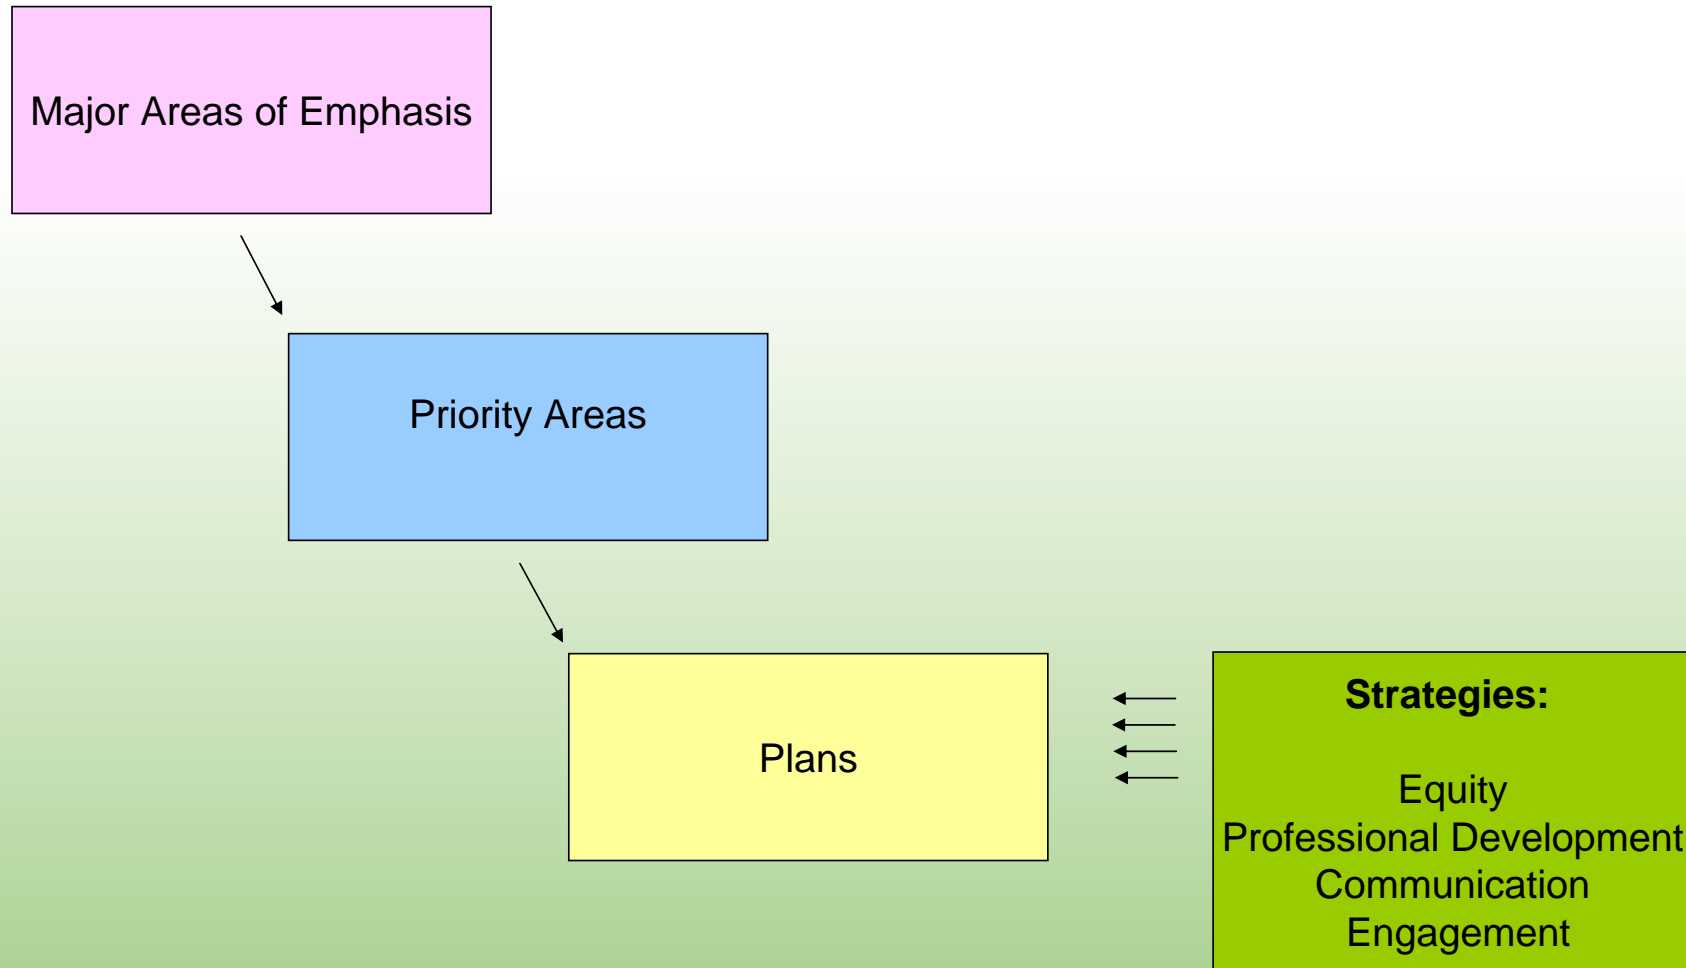 Major Areas of Emphasis
Priority Areas
Plans
Strategies:
Equity
Professional Development
Communication
Engagement